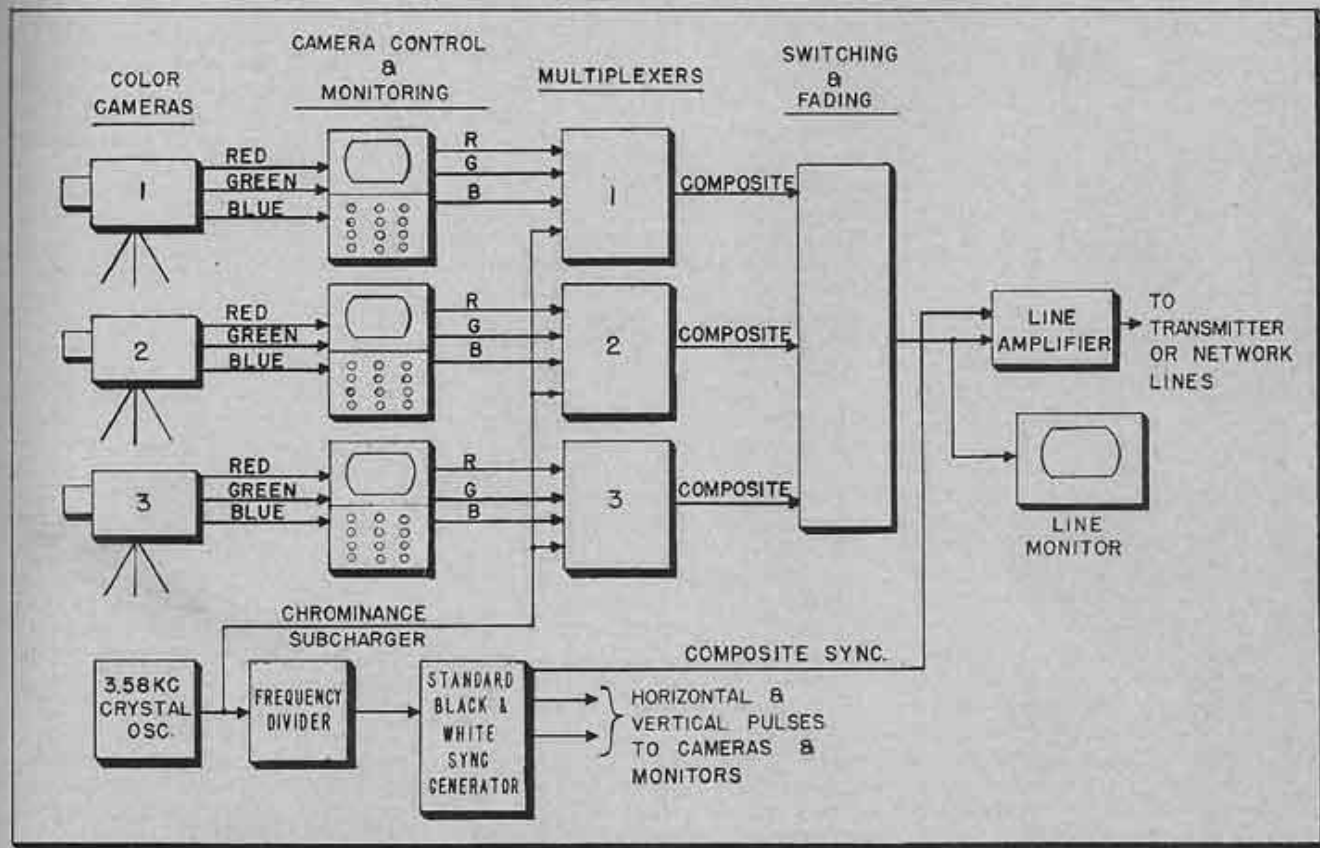 COLOR
CAMERAS
CAMERA CONTROL
&
MONITORING
MULTIPLEXERS
SWITCHING
&
FADING
1
RED
GREEN
BLUE
R
G
B
1
COMPOSITE
2
RED
GREEN
BLUE
R
G
B
2
COMPOSITE
3
RED
GREEN
BLUE
R
G
B
3
COMPOSITE
LINE
AMPLIFIER
TO
TRANSMITTER
OR NETWORK
LINES
LINE
MONITOR
CHROMINANCE
SUBCHARGER
3.58KC
CRYSTAL
OSC.
FREQUENCY
DIVIDER
STANDARD
BLACK &
WHITE
SYNC
GENERATOR
COMPOSITE SYNC.
HORIZONTAL &
VERTICAL PULSES
TO CAMERAS &
MONITORS